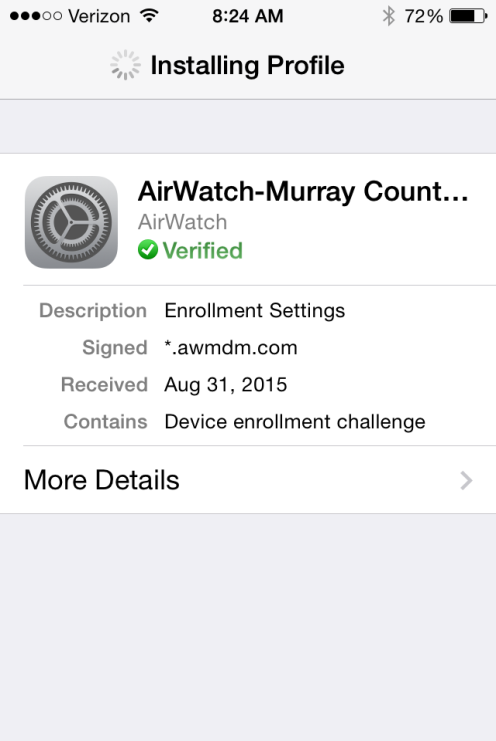 Verizon 8:24 AM 72%
Installing Profile
AirWatch-Murray Count...
AirWatch
Verified
Description Enrollment Settings
Signed *.awmdm.com
Received Aug 31, 2015
Contains Device enrollment challenge
More Details